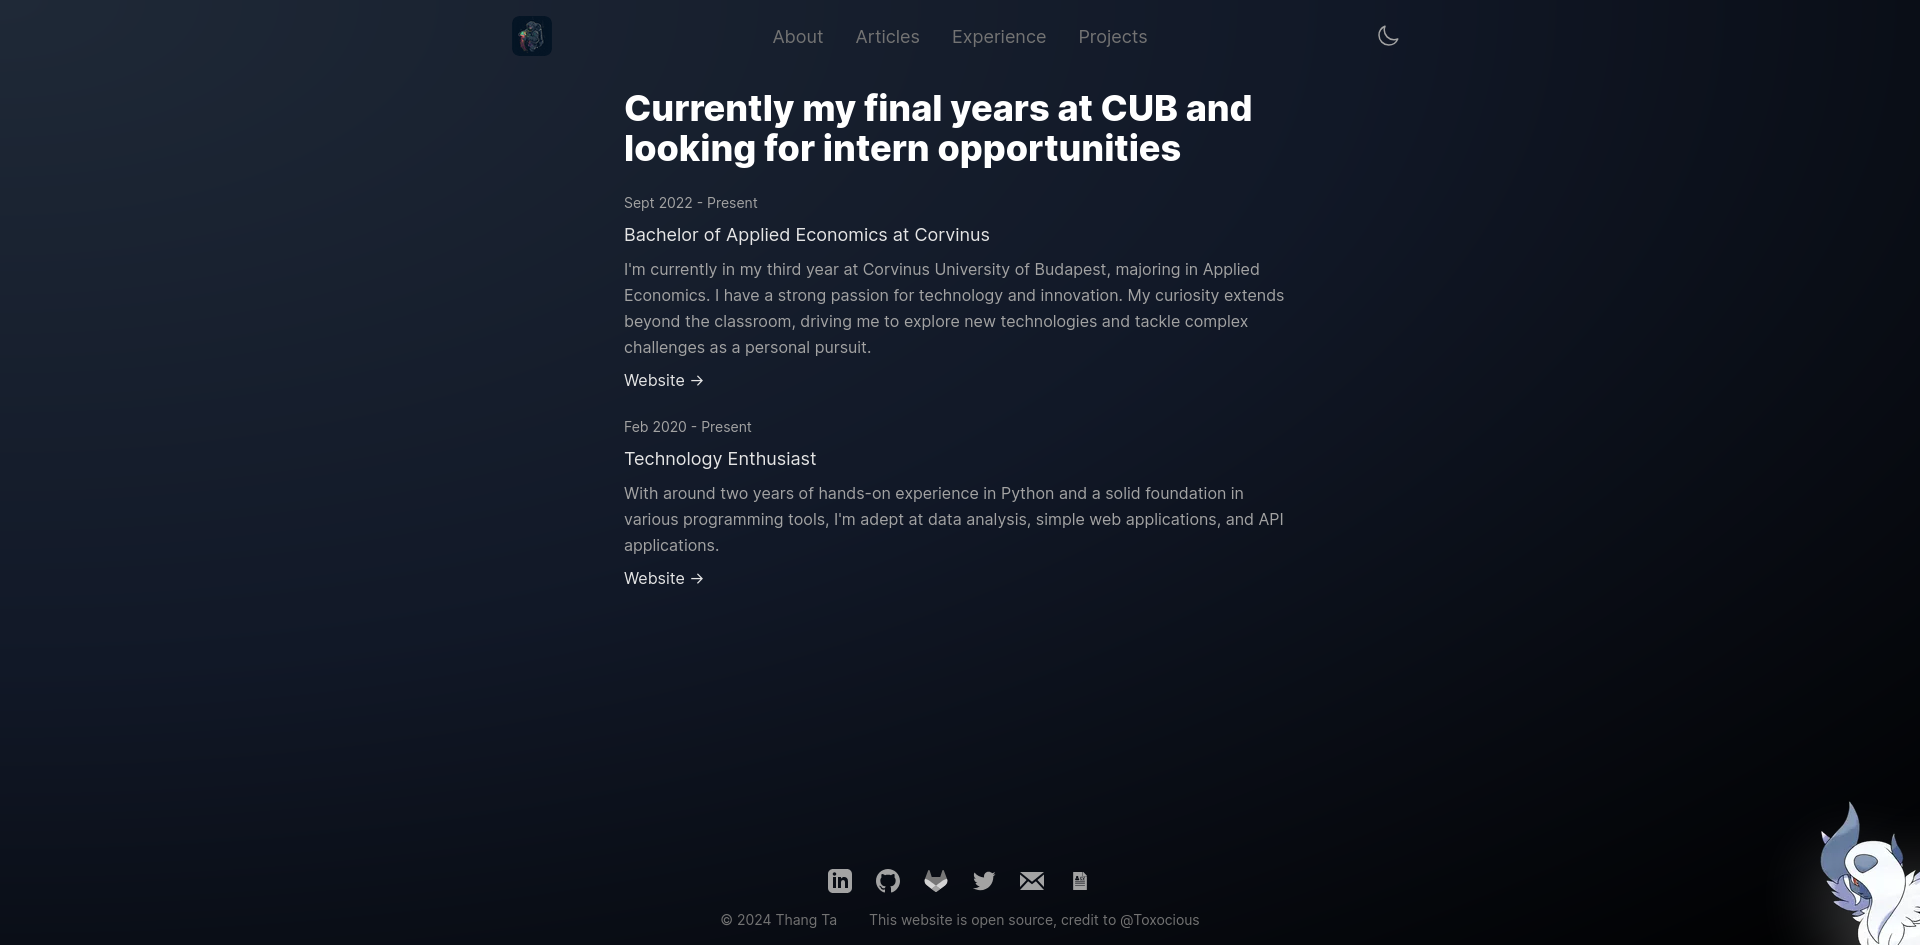 About Articles Experience Projects
Currently my final years at CUB and
looking for intern opportunities
Sept 2022 - Present
Bachelor of Applied Economics at Corvinus
I'm currently in my third year at Corvinus University of Budapest, majoring in Applied
Economics. I have a strong passion for technology and innovation. My curiosity extends
beyond the classroom, driving me to explore new technologies and tackle complex
challenges as a personal pursuit.
Website →
Feb 2020 - Present
Technology Enthusiast
With around two years of hands-on experience in Python and a solid foundation in
various programming tools, I'm adept at data analysis, simple web applications, and API
applications.
Website →
in
© 2024 Thang Ta This website is open source, credit to @Toxocious